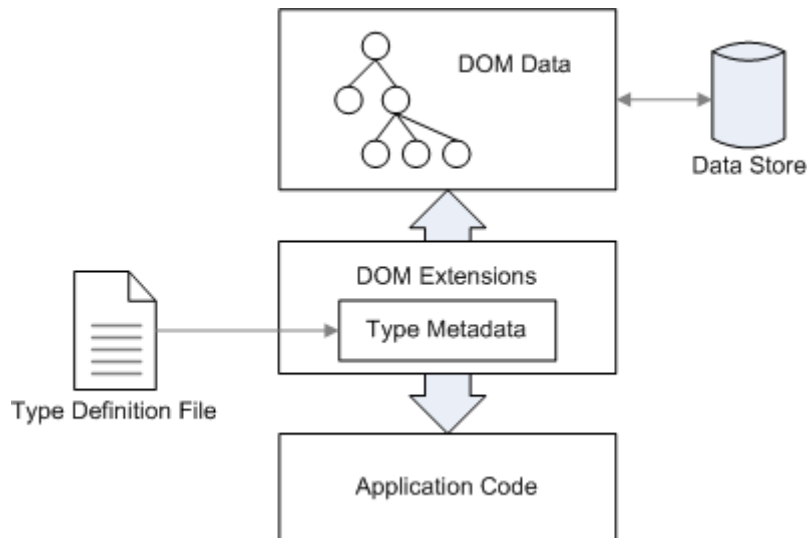 DOM Data
Data Store
DOM Extensions
Type Metadata
Type Definition File
Application Code